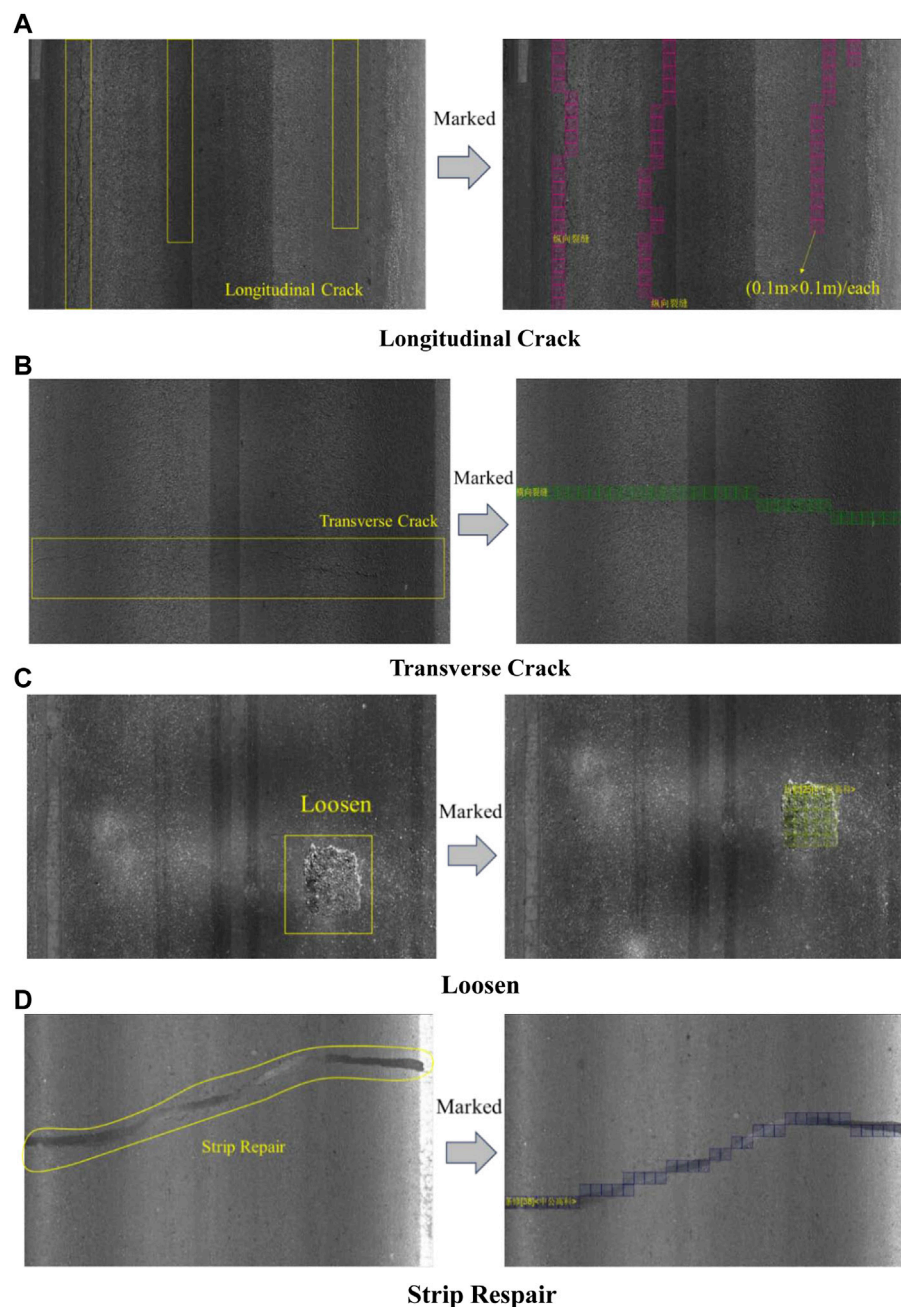 A
Marked
纵向裂缝
Longitudinal Crack
(0.1m×0.1m)/each
纵向裂缝
Longitudinal Crack
B
Transverse Crack
Marked
横向裂缝
Transverse Crack
C
Loosen
Marked
Loosen
D
Marked
Strip Repair
Strip Respair